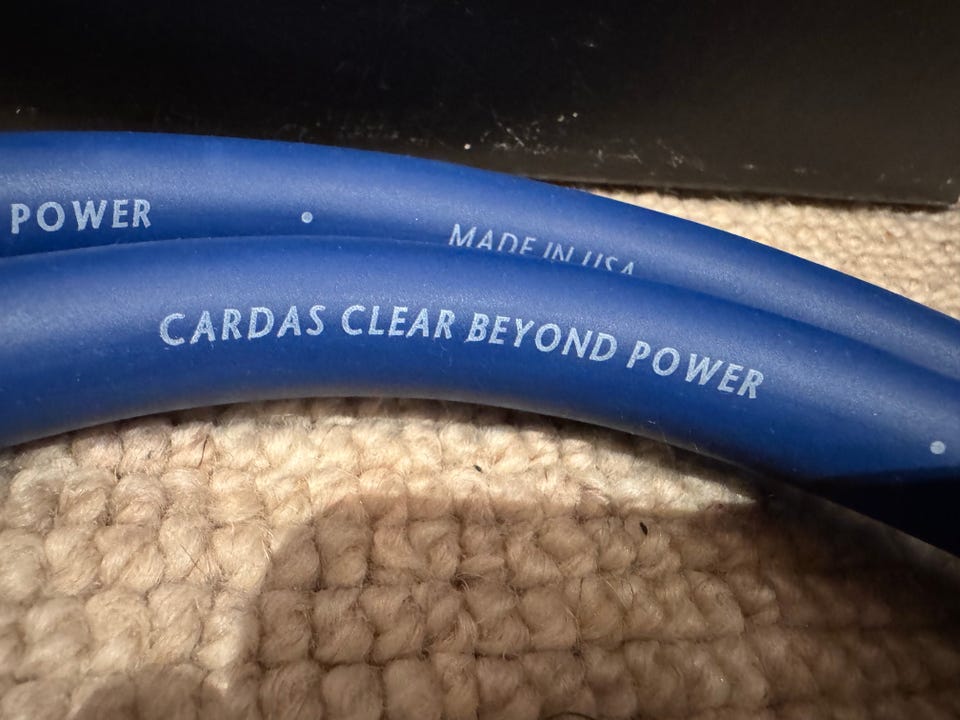 POWER • MADE IN USA
CARDAS CLEAR BEYOND POWER •